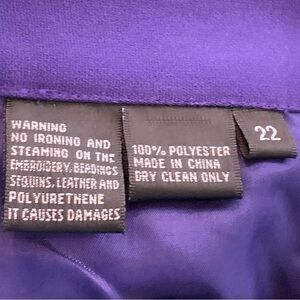 WARNING
NO IRONING AND
STEAMING ON THE
EMBROIDERY, BEADINGS
SEQUINS, LEATHER AND
POLYURETHENE
IT CAUSES DAMAGES
100% POLYESTER
MADE IN CHINA
DRY CLEAN ONLY
22